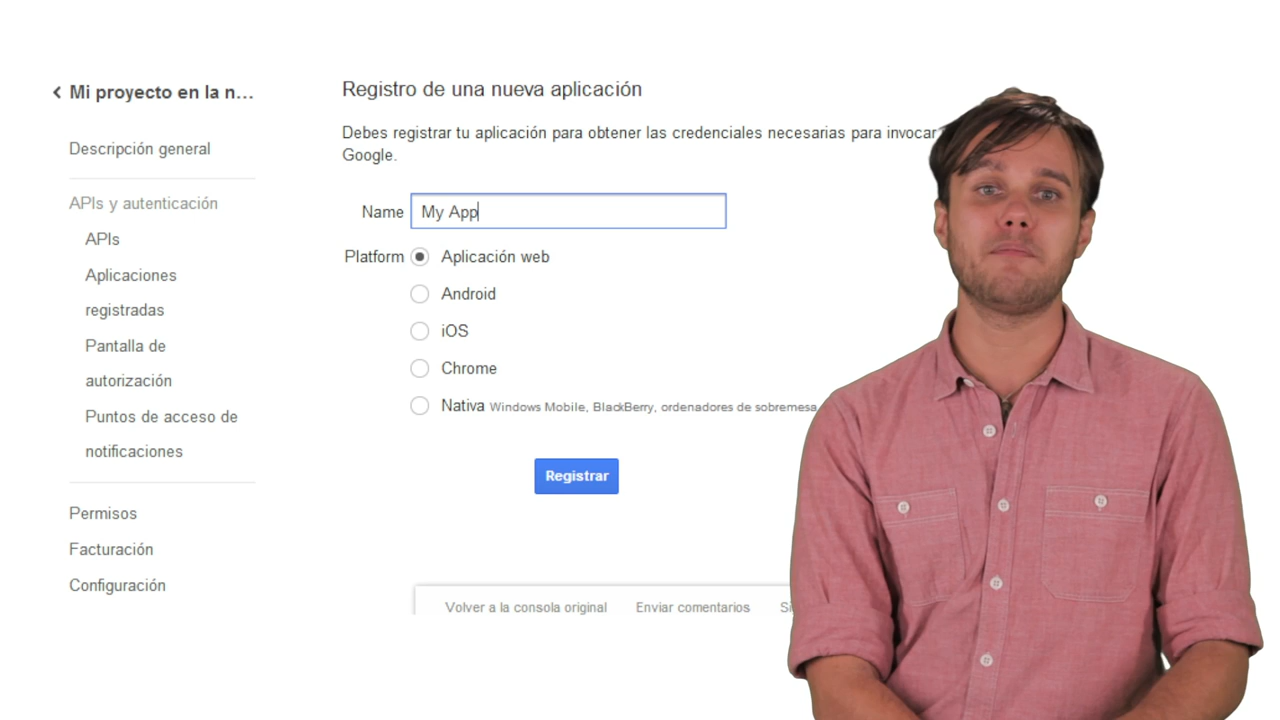 Mi proyecto en la n...
Descripción general
APIs y autenticación
APIs
Aplicaciones
registradas
Pantalla de
autorización
Puntos de acceso de
notificaciones
Permisos
Facturación
Configuración
Registro de una nueva aplicación
Debes registrar tu aplicación para obtener las credenciales necesarias para invocar
Google.
Name My App
Platform Aplicación web
Android
iOS
Chrome
Nativa Windows Mobile, BlackBerry, ordenadores de sobremesa,
Registrar
Volver a la consola original Enviar comentarios